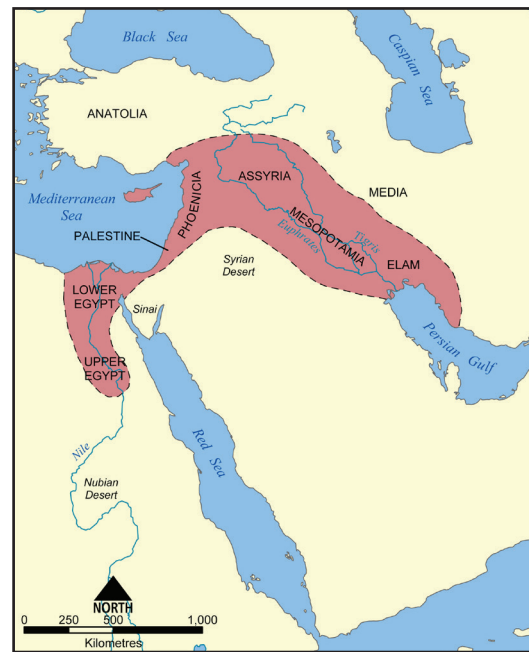 Black Sea
Caspian Sea
ANATOLIA
ASSYRIA
MEDIA
Mediterranean
Sea
PHOENICIA
MESOPOTAMIA
Tigris
PALESTINE
Euphrates
ELAM
Syrian
Desert
LOWER
EGYPT
Sinai
Persian Gulf
UPPER
EGYPT
Red Sea
Nile
Nubian
Desert
NORTH
0 250 500 1,000
Kilometres